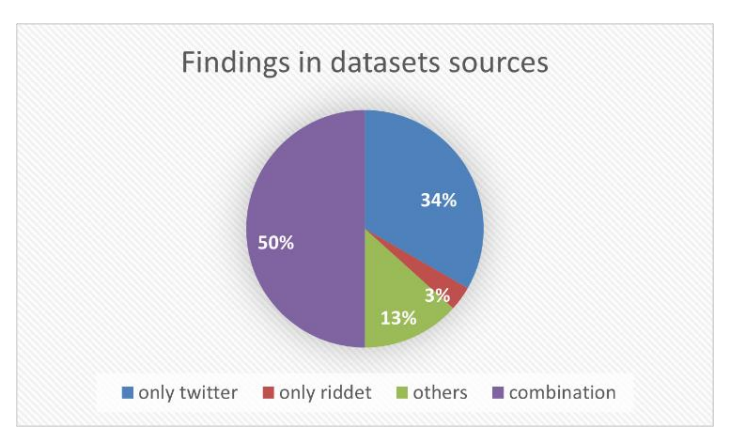 Findings in datasets sources
34%
50%
3%
13%
only twitter only riddet others combination